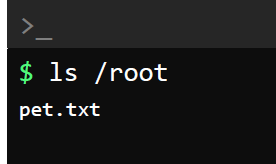 >_
$ ls /root
pet.txt